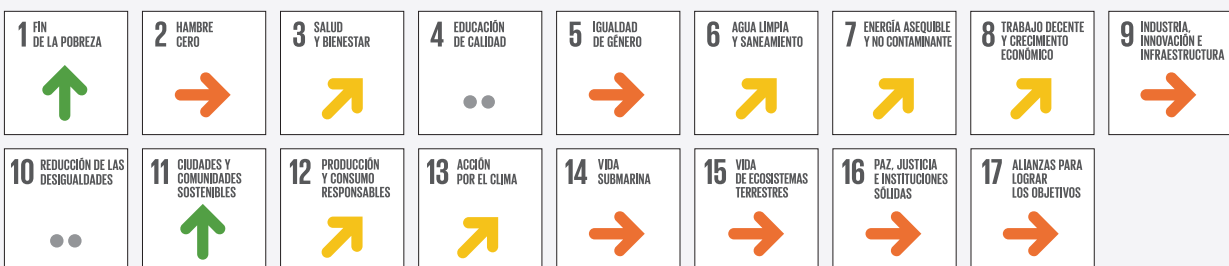 1 FIN
DE LA POBREZA
2 HAMBRE
CERO
3 SALUD
Y BIENESTAR
4 EDUCACIÓN
DE CALIDAD
5 IGUALDAD
DE GÉNERO
6 AGUA LIMPIA
Y SANEAMIENTO
7 ENERGÍA ASEQUIBLE
Y NO CONTAMINANTE
8 TRABAJO DECENTE
Y CRECIMIENTO
ECONÓMICO
9 INDUSTRIA,
INNOVACIÓN E
INFRAESTRUCTURA
10 REDUCCIÓN DE LAS
DESIGUALDADES
11 CIUDADES Y
COMUNIDADES
SOSTENIBLES
12 PRODUCCIÓN
Y CONSUMO
RESPONSABLES
13 ACCIÓN
POR EL CLIMA
14 VIDA
SUBMARINA
15 VIDA
DE ECOSISTEMAS
TERRESTRES
16 PAZ, JUSTICIA
E INSTITUCIONES
SÓLIDAS
17 ALIANZAS PARA
LOGRAR
LOS OBJETIVOS